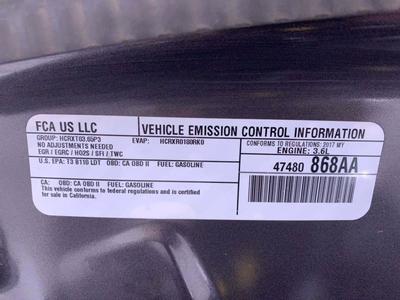 FCA US LLC
VEHICLE EMISSION CONTROL INFORMATION
GROUP: HCRXT03.65P3 EVAP: HCRXR0180RK0
NO ADJUSTMENTS NEEDED
EGR / EGRC / HO2S / SFI / TWC
CONFORMS TO REGULATIONS: 2017 MY
ENGINE: 3.6L
U.S. EPA: T3 B110 LDT OBD: CA OBD II FUEL: GASOLINE
47480 868AA
CA: OBD: CA OBD II FUEL: GASOLINE
This vehicle conforms to federal regulations and is certified
for sale in California.